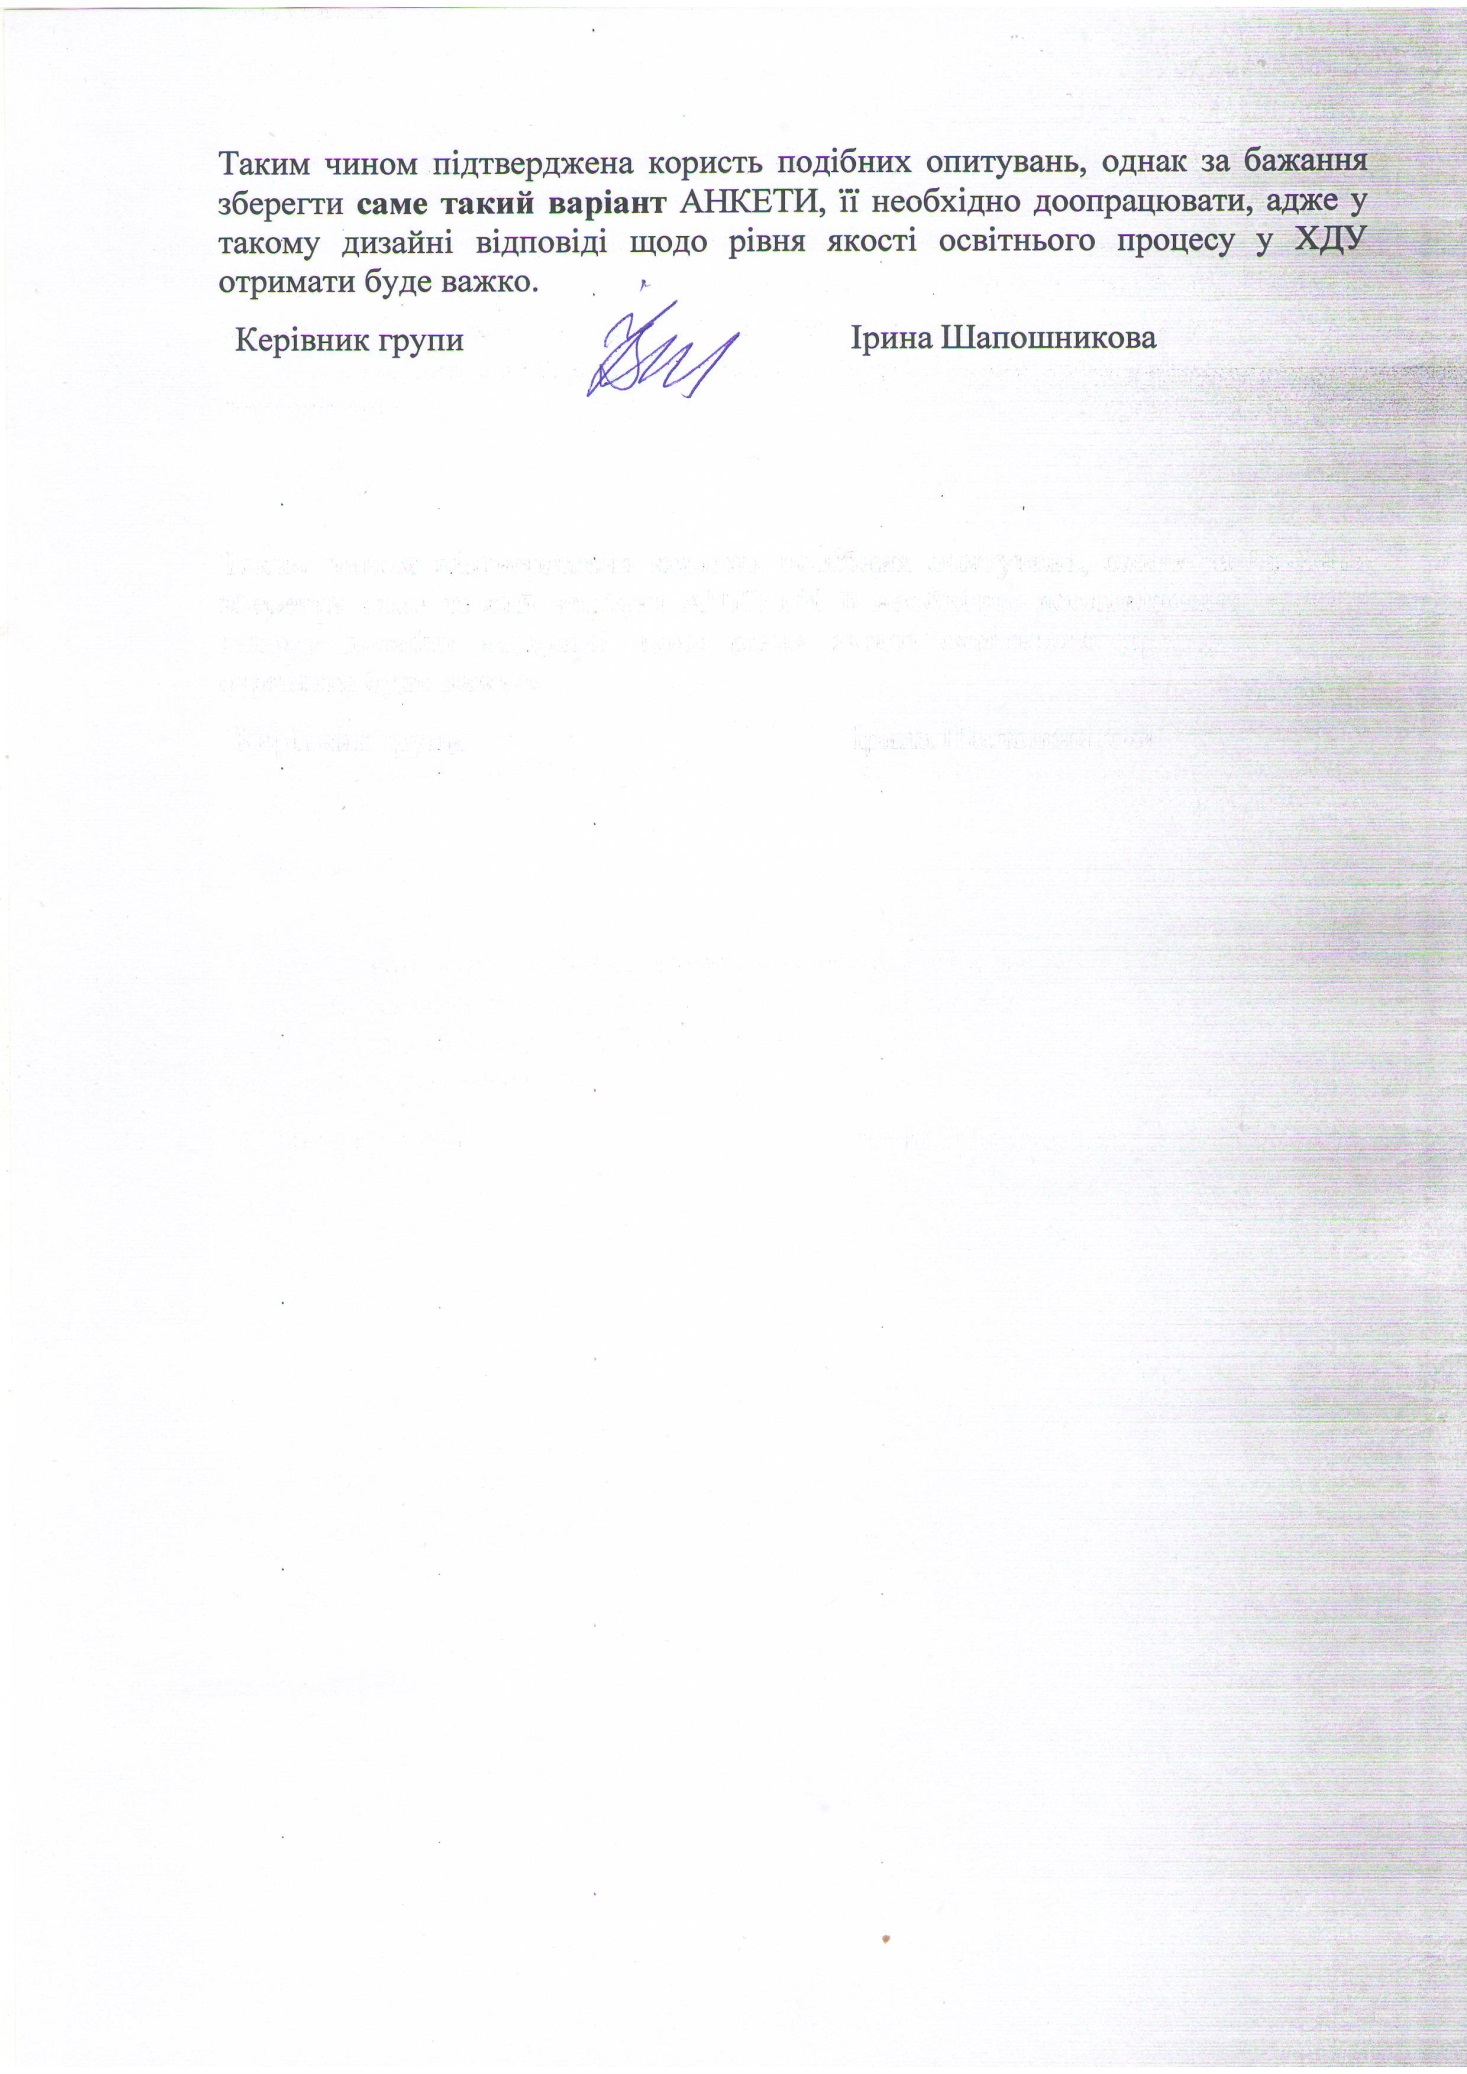 Таким чином підтверджена користь подібних опитувань, однак за бажання
зберегти саме такий варіант АНКЕТИ, її необхідно доопрацювати, адже у
такому дизайні відповіді щодо рівня якості освітнього процесу у ХДУ
отримати буде важко.
Керівник групи Ірина Шапошникова